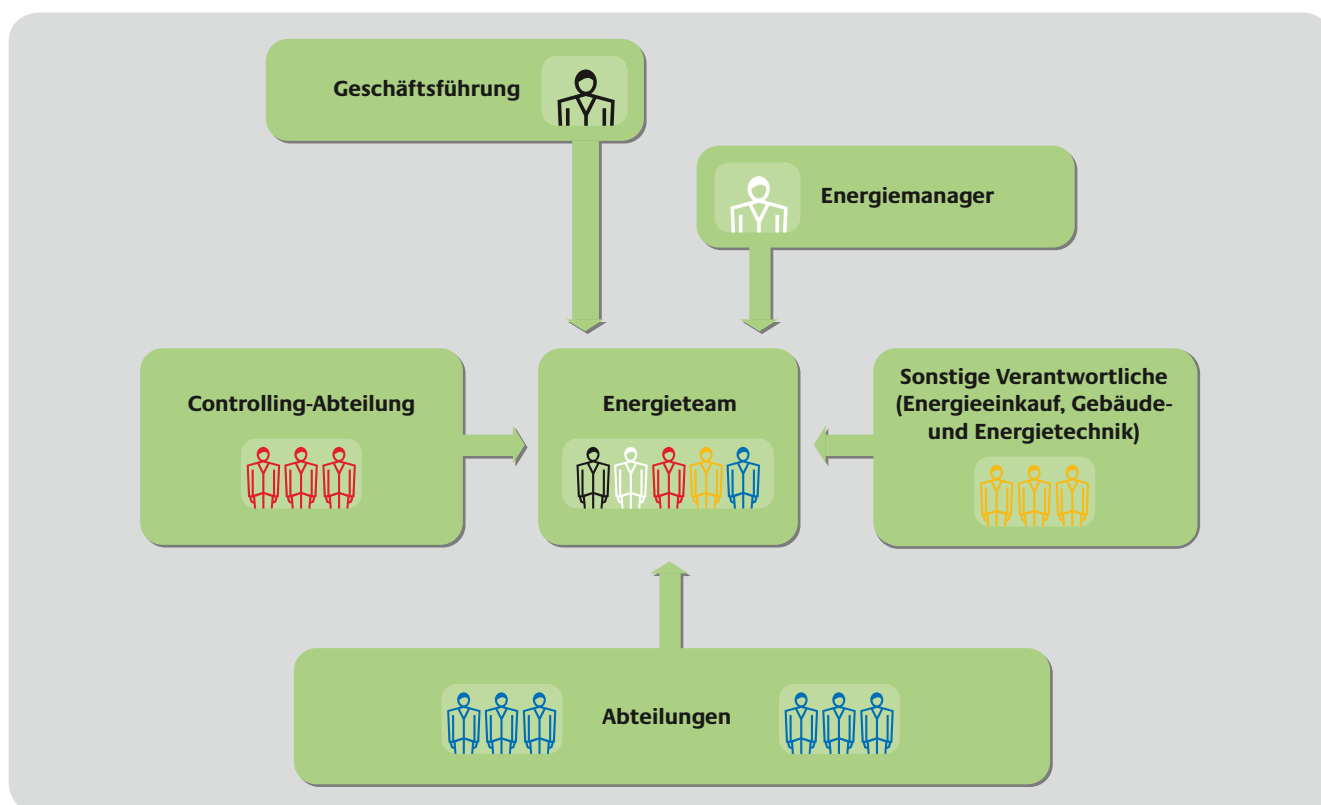 Geschäftsführung
Energiemanager
Controlling-Abteilung
Energieteam
Sonstige Verantwortliche
(Energieeinkauf, Gebäude-
und Energietechnik)
Abteilungen